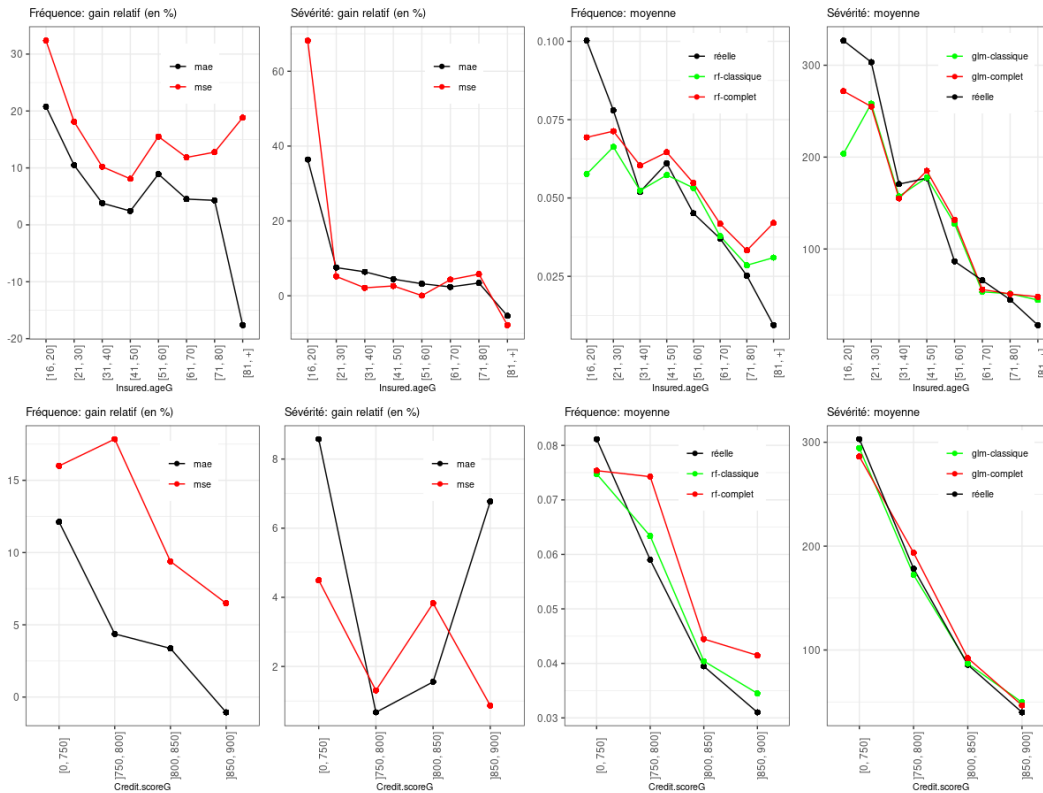 Fréquence: gain relatif (en %)
30
20
10
0
-10
-20
mae
mse
[16, 20]
[21, 30]
[31, 40]
[41, 50]
[51, 60]
[61, 70]
[71, 80]
[81, +]
Insured.ageG
Sévérité: gain relatif (en %)
60
40
20
0
mae
mse
[16, 20]
[21, 30]
[31, 40]
[41, 50]
[51, 60]
[61, 70]
[71, 80]
[81, +]
Insured.ageG
Fréquence: moyenne
0.100
0.075
0.050
0.025
réelle
rf-classique
rf-complet
[16, 20]
[21, 30]
[31, 40]
[41, 50]
[51, 60]
[61, 70]
[71, 80]
[81, +]
Insured.ageG
Sévérité: moyenne
300
200
100
glm-classique
glm-complet
réelle
[16, 80]
[21, 30]
[31, 40]
[41, 50]
[51, 60]
[61, 70]
[71, 80]
Insured.ageG
Fréquence: gain relatif (en %)
15
10
5
0
mae
mse
[0, 750]
]750, 800]
]800, 850]
]850, 900]
Credit.scoreG
Sévérité: gain relatif (en %)
8
6
4
2
mae
mse
[0, 750]
]750, 800]
]800, 850]
]850, 900]
Credit.scoreG
Fréquence: moyenne
0.08
0.07
0.06
0.05
0.04
0.03
réelle
rf-classique
rf-complet
[0, 750]
]750, 800]
]800, 850]
]850, 900]
Credit.scoreG
Sévérité: moyenne
300
200
100
glm-classique
glm-complet
réelle
[0, 750]
]750, 800]
]800, 850]
]850, 900]
Credit.scoreG